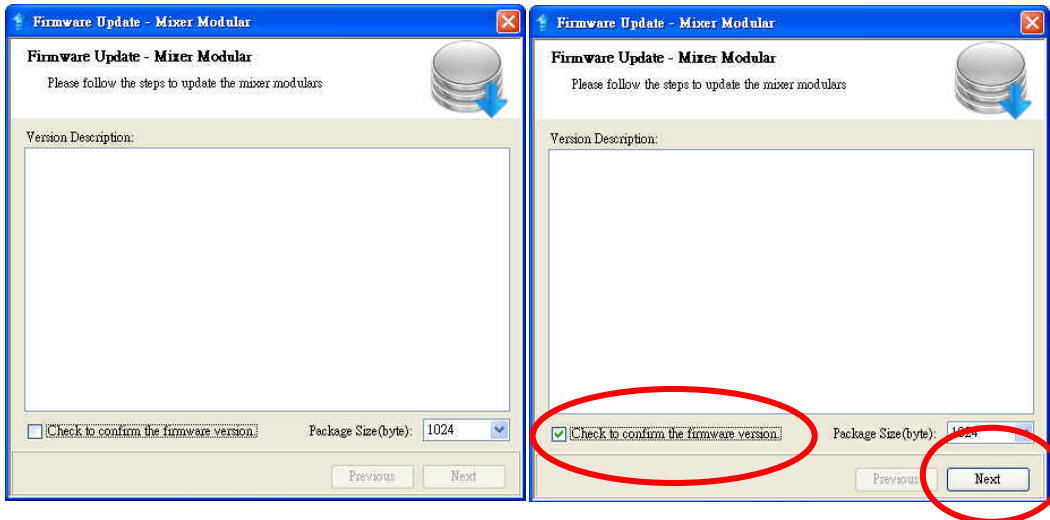 Firmware Update - Mixer Modular
Firmware Update - Mixer Modular
Please follow the steps to update the mixer modulars
Version Description:
Check to confirm the firmware version.
Package Size(byte):
1024
Previous
Next
Firmware Update - Mixer Modular
Firmware Update - Mixer Modular
Please follow the steps to update the mixer modulars
Version Description:
Check to confirm the firmware version.
Package Size(byte):
1024
Previous
Next